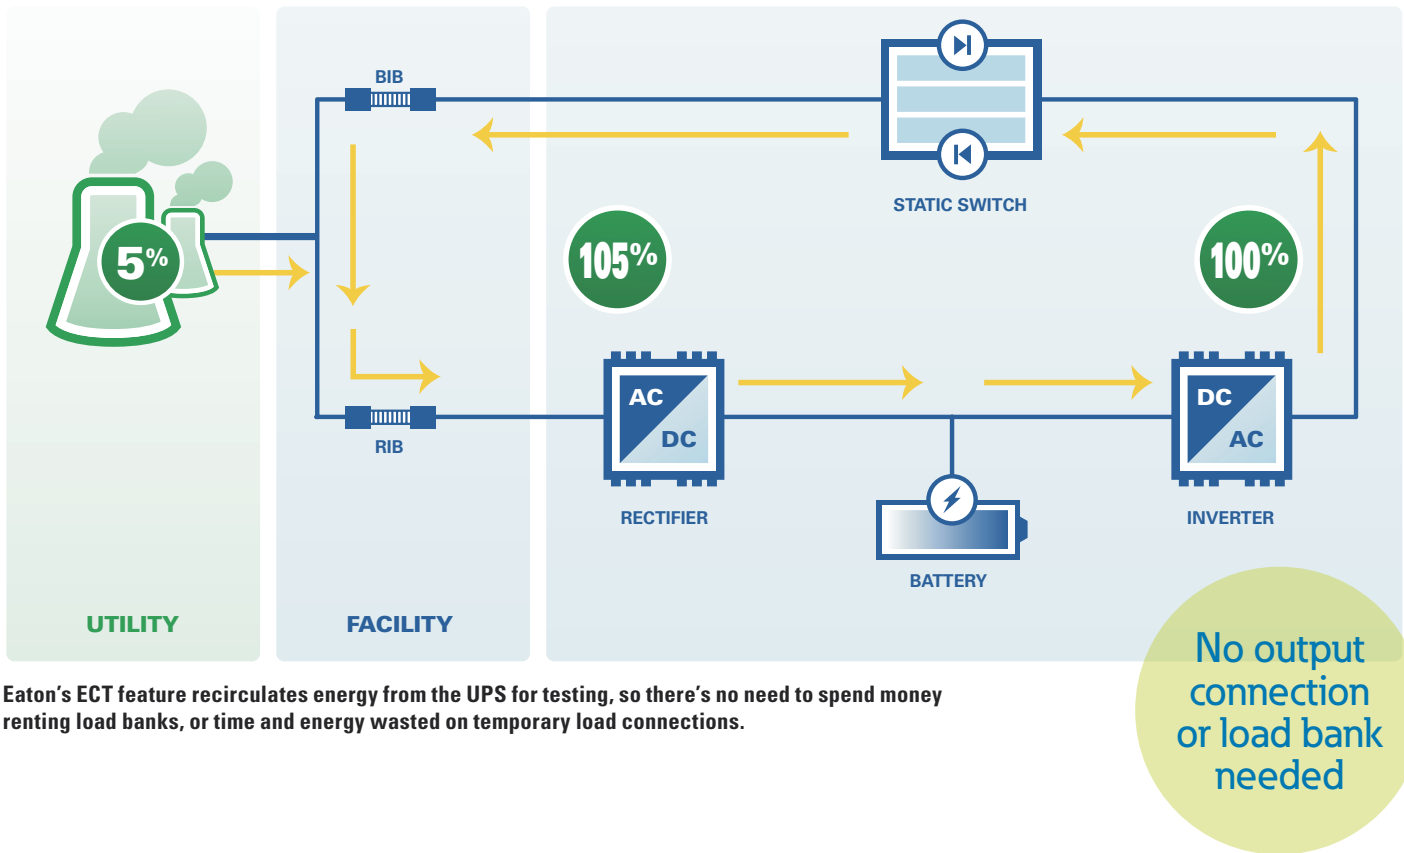 BIB
STATIC SWITCH
5%
105%
100%
AC
DC
DC
AC
RIB
RECTIFIER
INVERTER
BATTERY
UTILITY
FACILITY
No output
connection
or load bank
needed
Eaton’s ECT feature recirculates energy from the UPS for testing, so there’s no need to spend money
renting load banks, or time and energy wasted on temporary load connections.